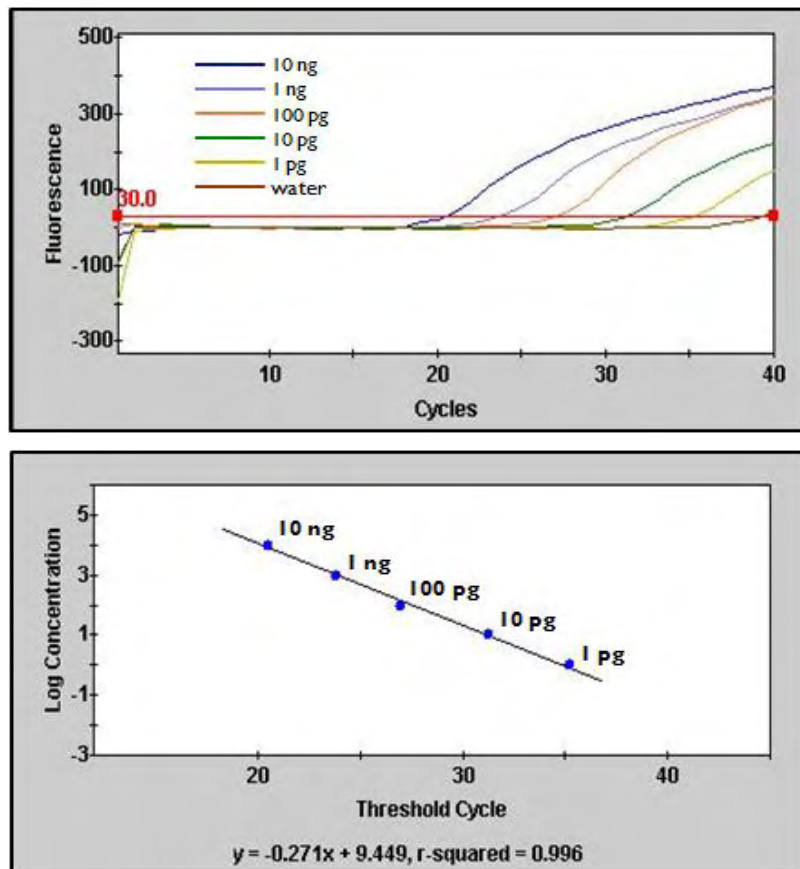 500
300
100
-100
-300
Fluorescence
10 ng
1 ng
100 pg
10 pg
1 pg
water
30.0
10 20 30 40
Cycles
5
3
1
-1
-3
Log Concentration
10 ng
1 ng
100 pg
10 pg
1 pg
20 30 40
Threshold Cycle
y = -0.271x + 9.449, r-squared = 0.996